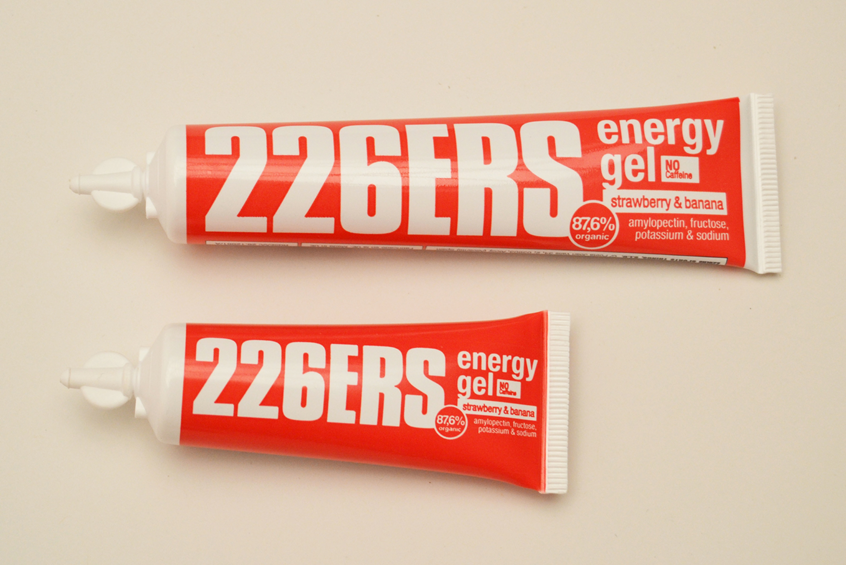 226ERS
energy
gel
NO
Caffeine
strawberry & banana
87,6%
organic
amylopectin, fructose,
potassium & sodium
226ERS
energy
gel
NO
Caffeine
strawberry & banana
87,6%
organic
amylopectin, fructose,
potassium & sodium